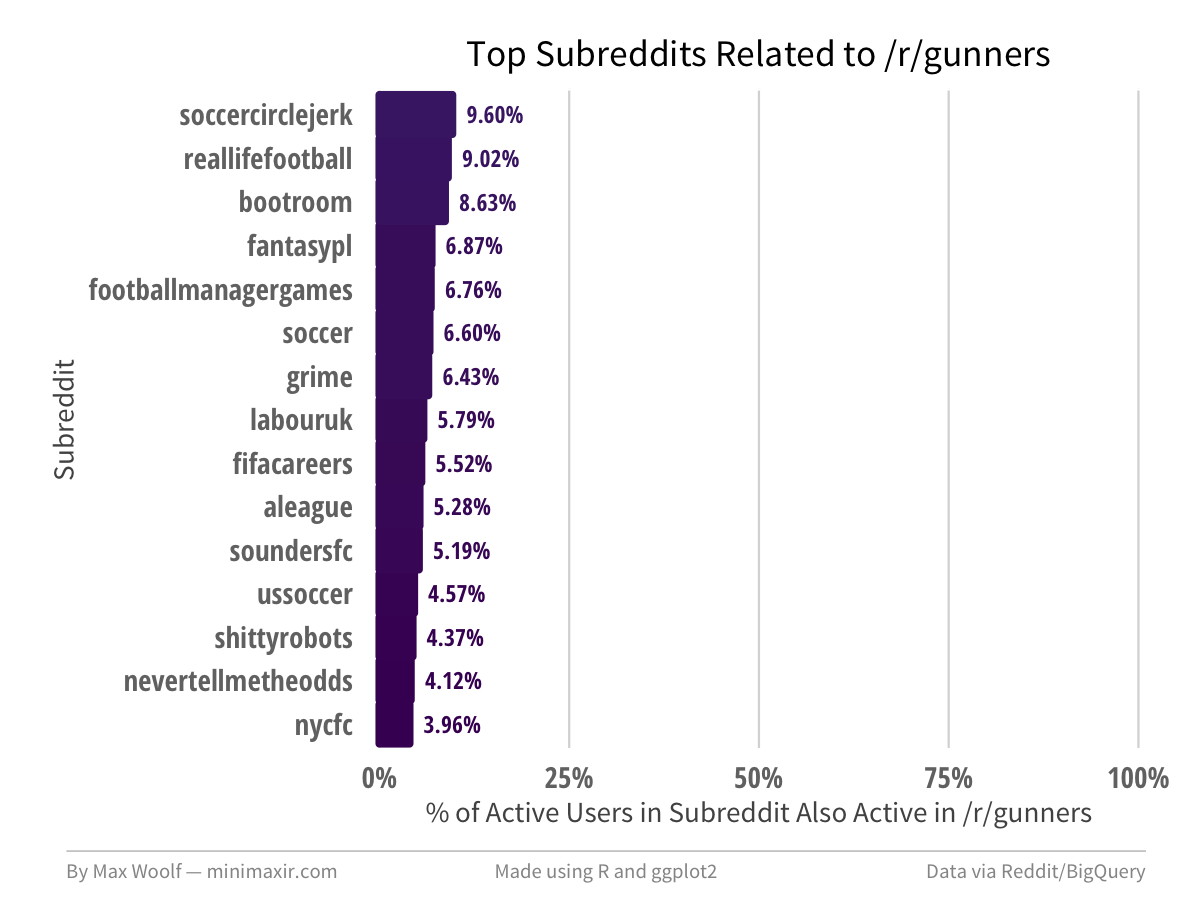 Top Subreddits Related to /r/gunners
soccercirclejerk 9.60%
reallifefootball 9.02%
bootroom 8.63%
fantasypl 6.87%
footballmanagergames 6.76%
soccer 6.60%
grime 6.43%
labouruk 5.79%
fifacareers 5.52%
aleague 5.28%
soundersfc 5.19%
ussoccer 4.57%
shittyrobots 4.37%
nevertellmetheodds 4.12%
nycfc 3.96%
Subreddit
0% 25% 50% 75% 100%
% of Active Users in Subreddit Also Active in /r/gunners
By Max Woolf — minimaxir.com Made using R and ggplot2 Data via Reddit/BigQuery